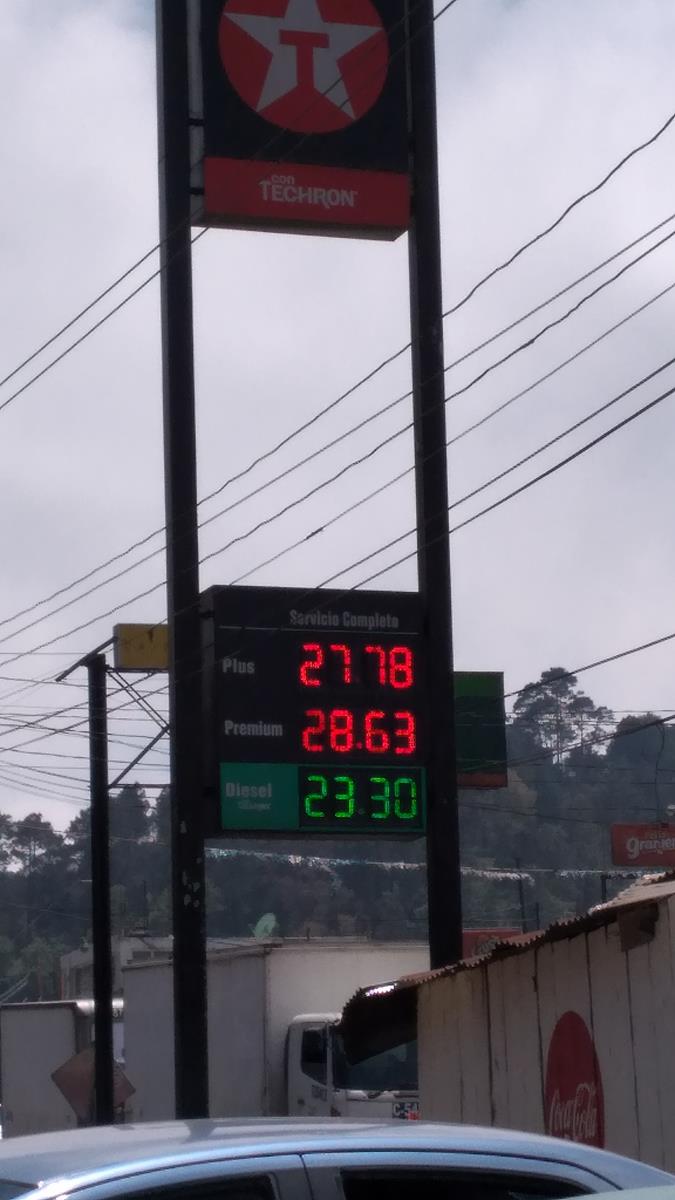 T
con
TECHRON
Servicio Completo
Plus 27.78
Premium 28.63
Diesel 23.30
Coca-Cola